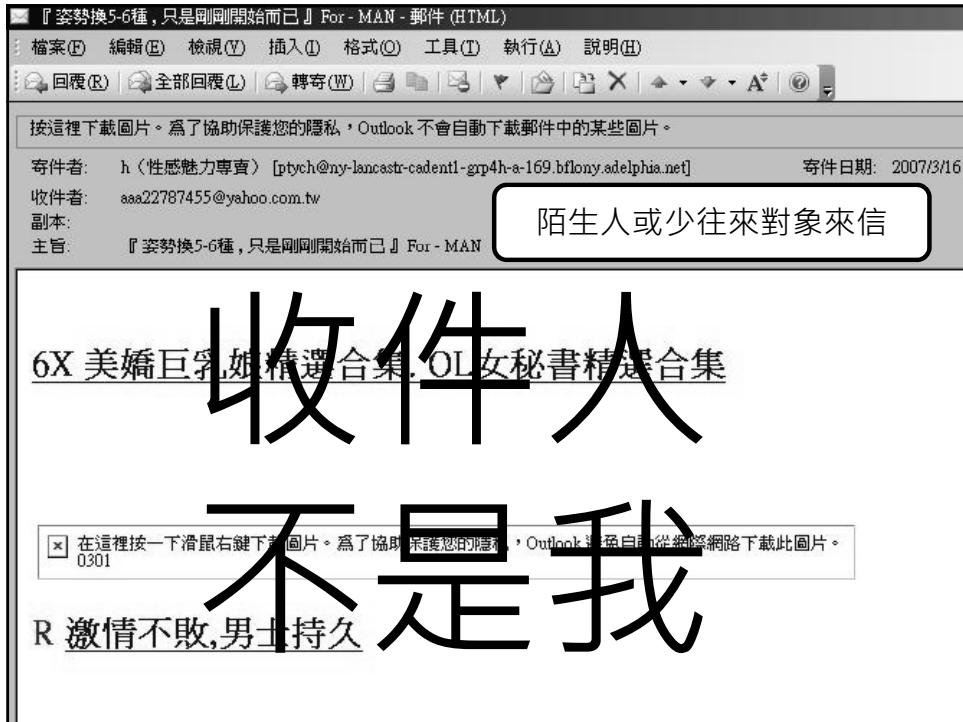 『 姿勢換5-6種 , 只是剛剛開始而已 』 For - MAN - 郵件 (HTML)
檔案(F) 編輯(E) 檢視(V) 插入(I) 格式(O) 工具(T) 執行(A) 說明(H)
回覆(R) 全部回覆(L) 轉寄(W)
按這裡下載圖片。為了協助保護您的隱私,Outlook 不會自動下載郵件中的某些圖片。
寄件者: h(性感魅力專賣) [ptych@ny-lancastr-cadent1-grp4h-a-169.bflony.adelphia.net] 寄件日期: 2007/3/16
收件者: aaa22787455@yahoo.com.tw
副本:
主旨: 『 姿勢換5-6種 , 只是剛剛開始而已 』 For - MAN
陌生人或少往來對象來信
收件人
6X 美嬌巨乳娘精選合集. OL女秘書精選合集
不是我
在這裡按一下滑鼠右鍵下載圖片。為了協助保護您的隱私,Outlook 避免自動從網際網路下載此圖片。
0301
R 激情不敗,男士持久